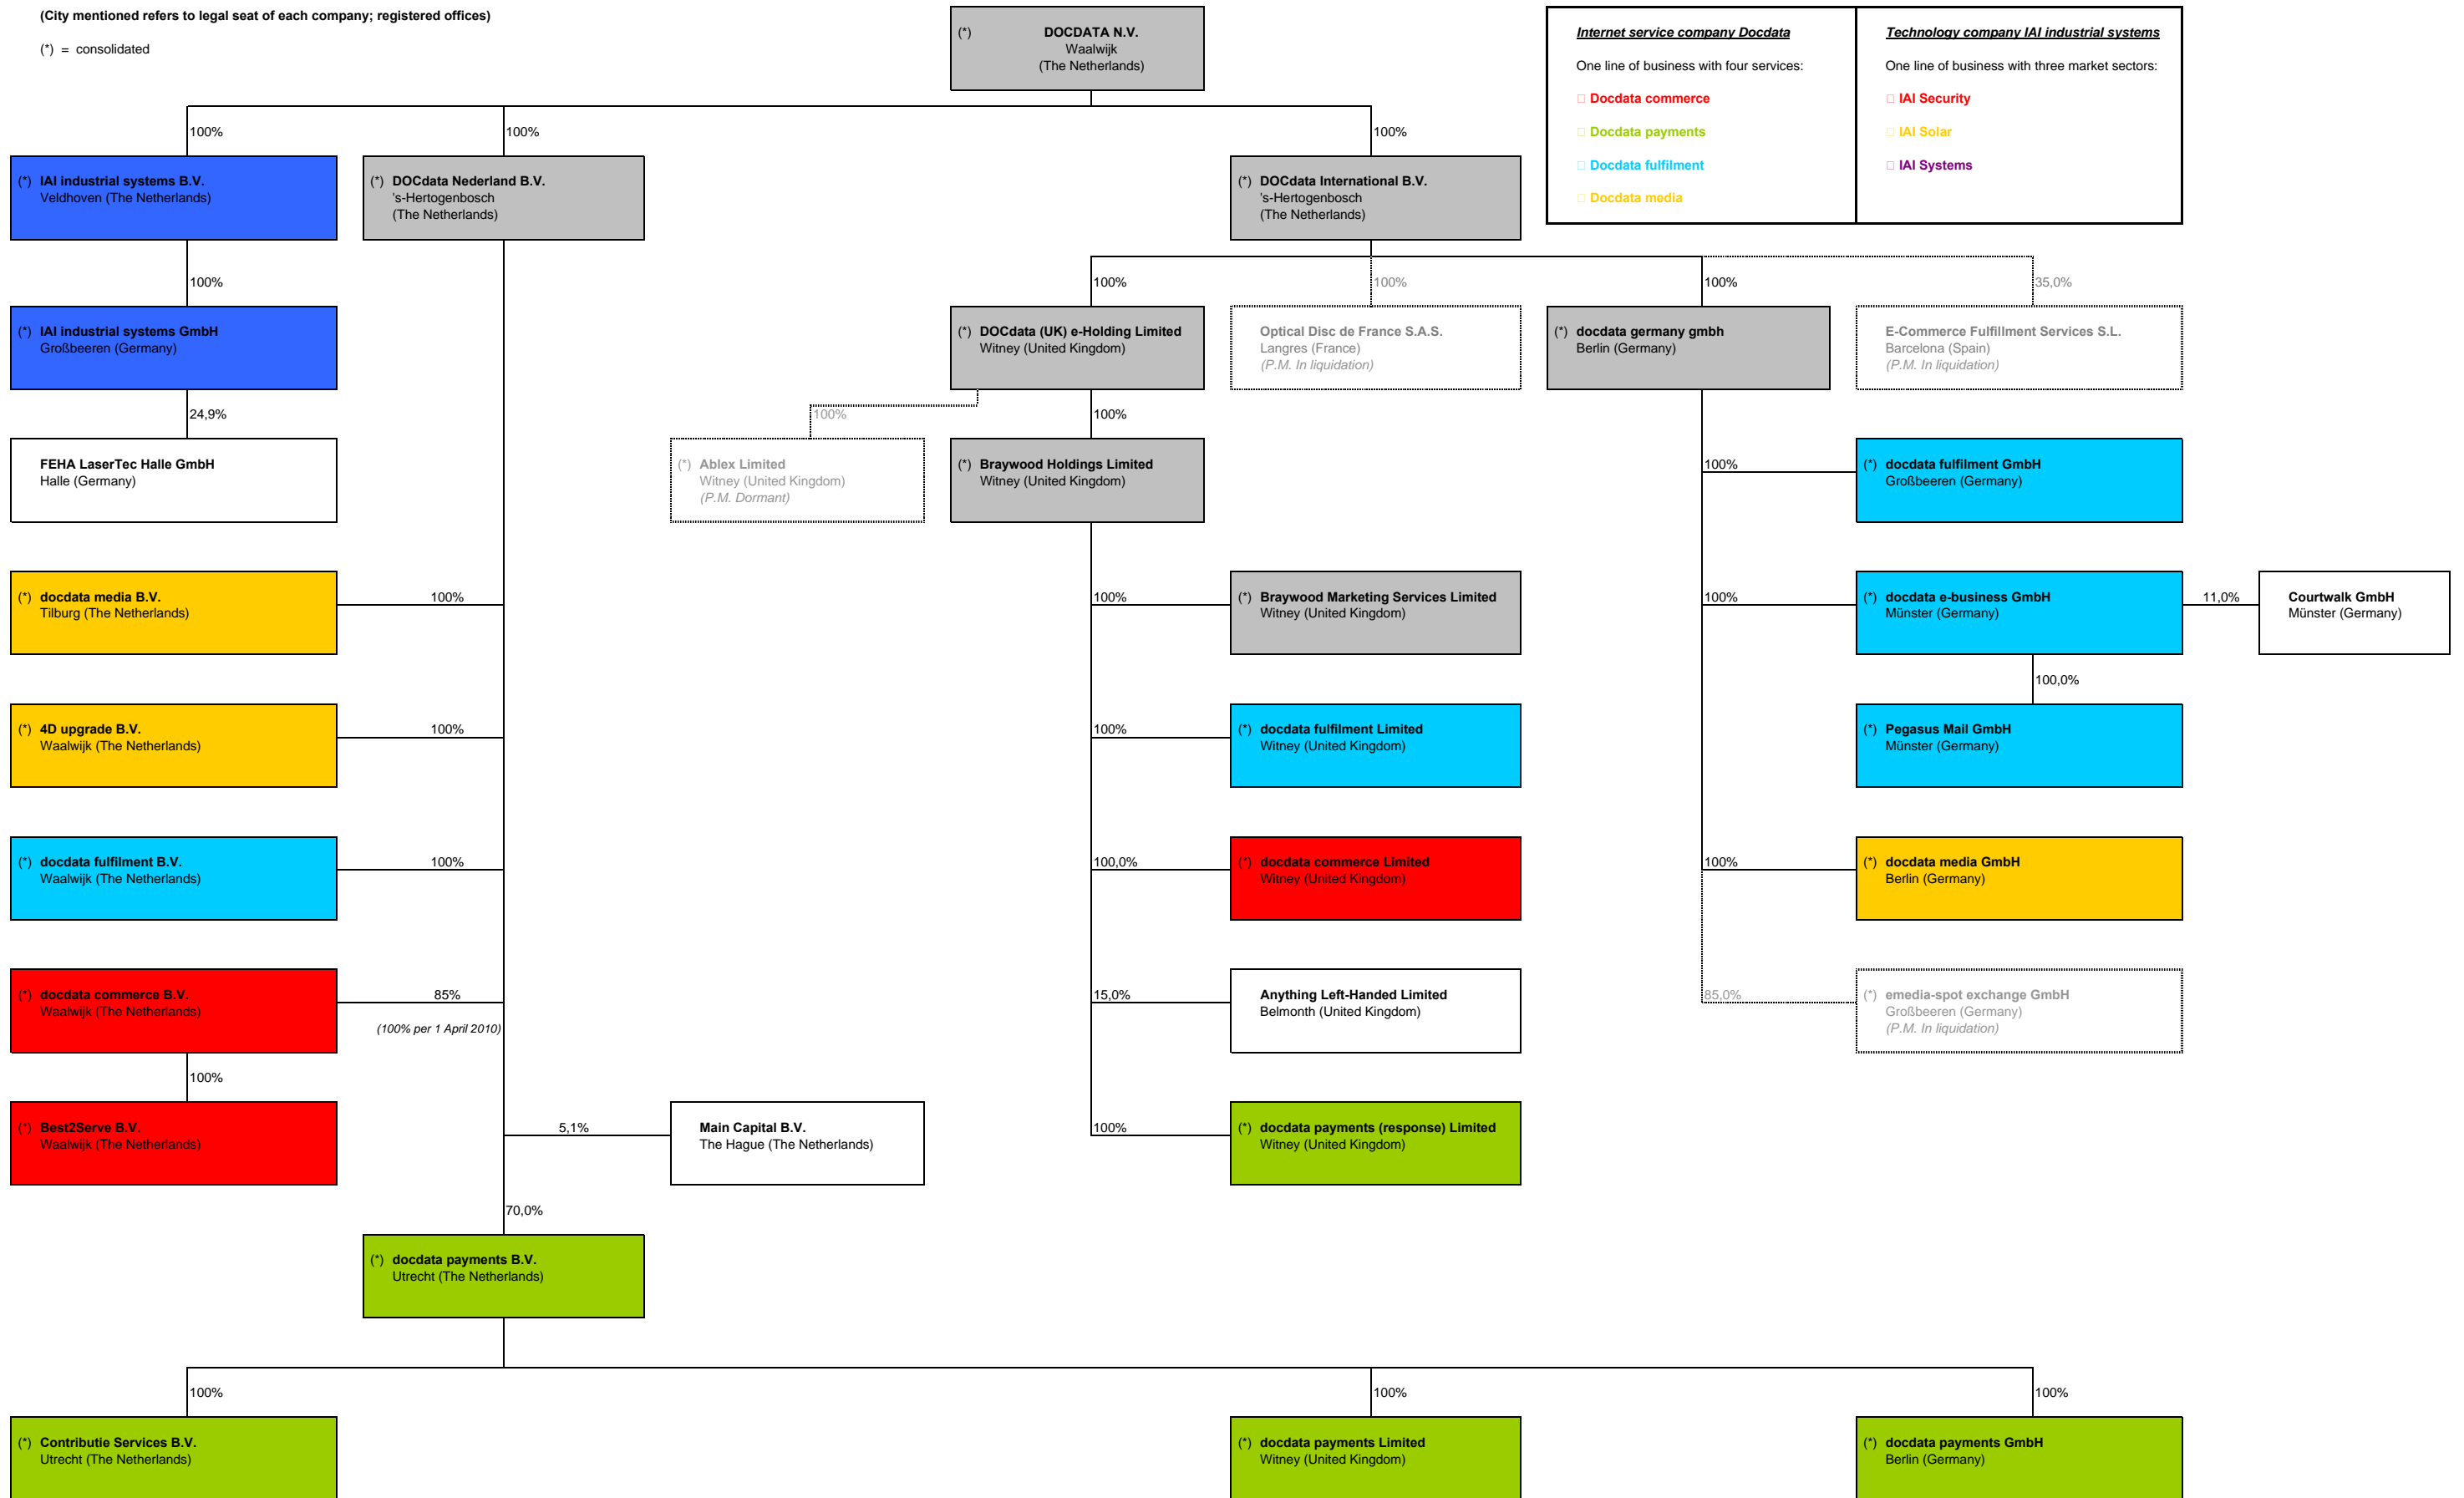 (City mentioned refers to legal seat of each company; registered offices)
(*) = consolidated
(*) DOCDATA N.V.
Waalwijk
(The Netherlands)
Internet service company Docdata
One line of business with four services:
Docdata commerce
Docdata payments
Docdata fulfilment
Docdata media
Technology company IAI industrial systems
One line of business with three market sectors:
IAI Security
IAI Solar
IAI Systems
100%
100%
100%
(*) IAI industrial systems B.V.
Veldhoven (The Netherlands)
(*) DOCdata Nederland B.V.
's-Hertogenbosch
(The Netherlands)
(*) DOCdata International B.V.
's-Hertogenbosch
(The Netherlands)
100%
100%
100%
100%
35,0%
(*) IAI industrial systems GmbH
Großbeeren (Germany)
(*) DOCdata (UK) e-Holding Limited
Witney (United Kingdom)
Optical Disc de France S.A.S.
Langres (France)
(P.M. In liquidation)
(*) docdata germany gmbh
Berlin (Germany)
E-Commerce Fulfillment Services S.L.
Barcelona (Spain)
(P.M. In liquidation)
24,9%
100%
100%
FEHA LaserTec Halle GmbH
Halle (Germany)
(*) Ablex Limited
Witney (United Kingdom)
(P.M. Dormant)
(*) Braywood Holdings Limited
Witney (United Kingdom)
100%
(*) docdata fulfilment GmbH
Großbeeren (Germany)
(*) docdata media B.V.
Tilburg (The Netherlands)
100%
100%
(*) Braywood Marketing Services Limited
Witney (United Kingdom)
100%
(*) docdata e-business GmbH
Münster (Germany)
11,0%
Courtwalk GmbH
Münster (Germany)
100,0%
(*) 4D upgrade B.V.
Waalwijk (The Netherlands)
100%
100%
(*) docdata fulfilment Limited
Witney (United Kingdom)
(*) Pegasus Mail GmbH
Münster (Germany)
(*) docdata fulfilment B.V.
Waalwijk (The Netherlands)
100%
100,0%
(*) docdata commerce Limited
Witney (United Kingdom)
100%
(*) docdata media GmbH
Berlin (Germany)
(*) docdata commerce B.V.
Waalwijk (The Netherlands)
85%
(100% per 1 April 2010)
15,0%
Anything Left-Handed Limited
Belmonth (United Kingdom)
85,0%
(*) emedia-spot exchange GmbH
Großbeeren (Germany)
(P.M. In liquidation)
100%
(*) Best2Serve B.V.
Waalwijk (The Netherlands)
5,1%
Main Capital B.V.
The Hague (The Netherlands)
100%
(*) docdata payments (response) Limited
Witney (United Kingdom)
70,0%
(*) docdata payments B.V.
Utrecht (The Netherlands)
100%
100%
100%
(*) Contributie Services B.V.
Utrecht (The Netherlands)
(*) docdata payments Limited
Witney (United Kingdom)
(*) docdata payments GmbH
Berlin (Germany)